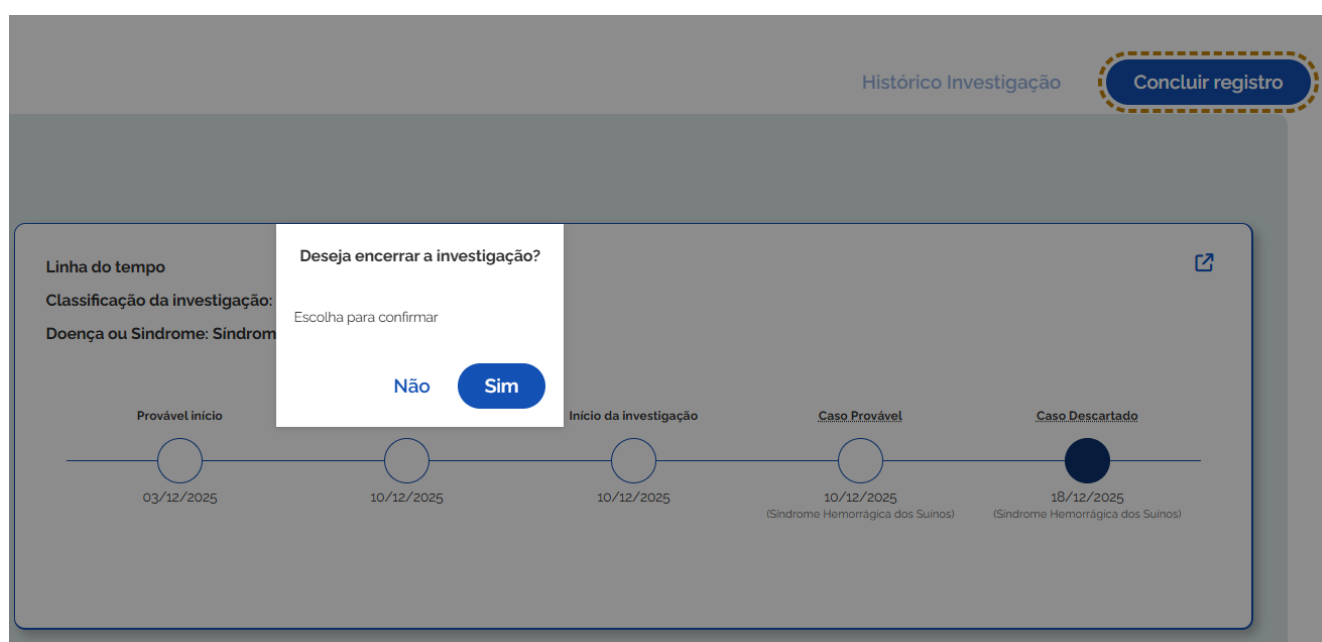 Histórico Investigação
Concluir registro
Linha do tempo
Classificação da investigação:
Doença ou Sindrome: Síndrom
Deseja encerrar a investigação?
Escolha para confirmar
Não
Sim
Provável início
Início da investigação
Caso Provável
Caso Descartado
03/12/2025
10/12/2025
10/12/2025
10/12/2025
18/12/2025
(Síndrome Hemorrágica dos Suínos)
(Síndrome Hemorrágica dos Suínos)